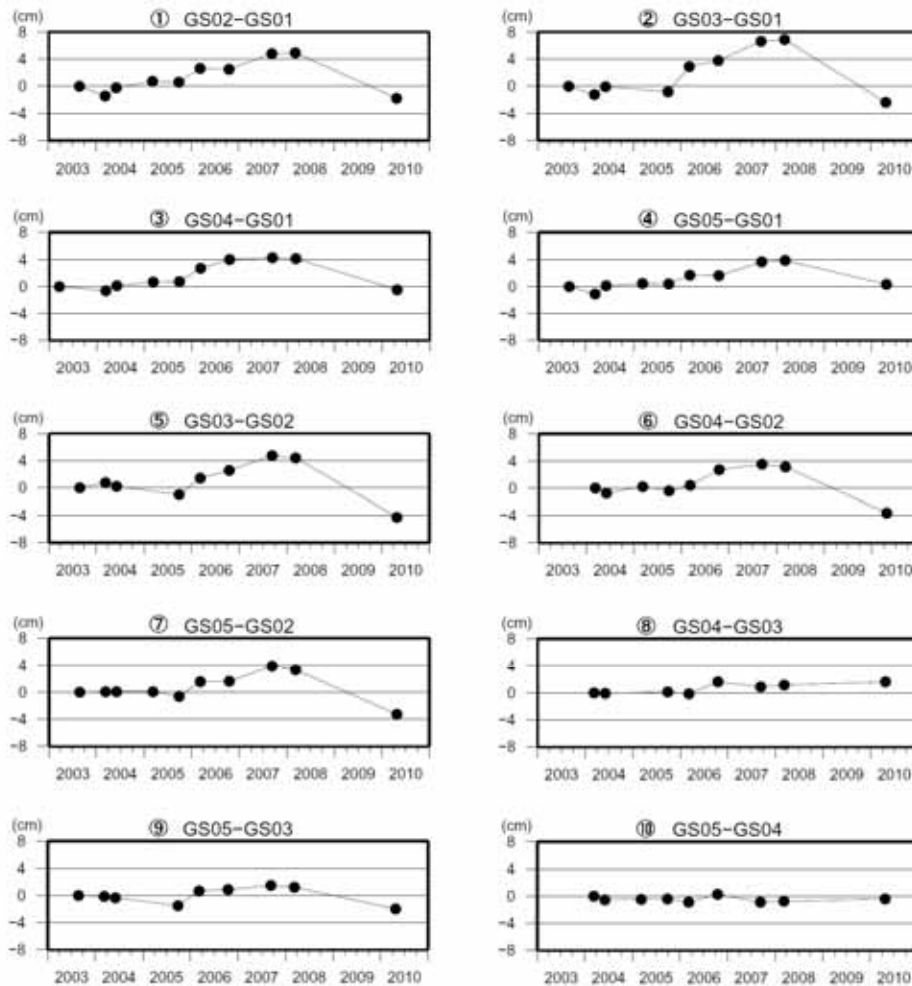 (cm) ① GS02-GS01
8
4
0
-4
-8
2003 2004 2005 2006 2007 2008 2009 2010
② GS03-GS01
(cm)
8
4
0
-4
-8
2003 2004 2005 2006 2007 2008 2009 2010
(cm) ③ GS04-GS01
8
4
0
-4
-8
2003 2004 2005 2006 2007 2008 2009 2010
(cm) ④ GS05-GS01
8
4
0
-4
-8
2003 2004 2005 2006 2007 2008 2009 2010
(cm) ⑤ GS03-GS02
8
4
0
-4
-8
2003 2004 2005 2006 2007 2008 2009 2010
(cm) ⑥ GS04-GS02
8
4
0
-4
-8
2003 2004 2005 2006 2007 2008 2009 2010
(cm) ⑦ GS05-GS02
8
4
0
-4
-8
2003 2004 2005 2006 2007 2008 2009 2010
(cm) ⑧ GS04-GS03
8
4
0
-4
-8
2003 2004 2005 2006 2007 2008 2009 2010
(cm) ⑨ GS05-GS03
8
4
0
-4
-8
2003 2004 2005 2006 2007 2008 2009 2010
(cm) ⑩ GS05-GS04
8
4
0
-4
-8
2003 2004 2005 2006 2007 2008 2009 2010